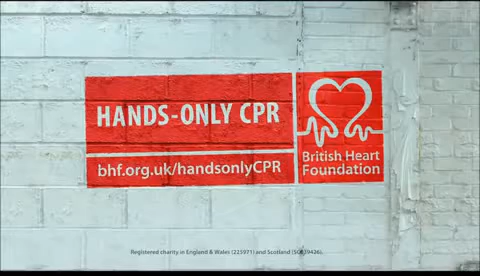 HANDS-ONLY CPR
bhf.org.uk/handsonlyCPR
British Heart
Foundation
Registered charity in England & Wales (225971) and Scotland (SC039426).